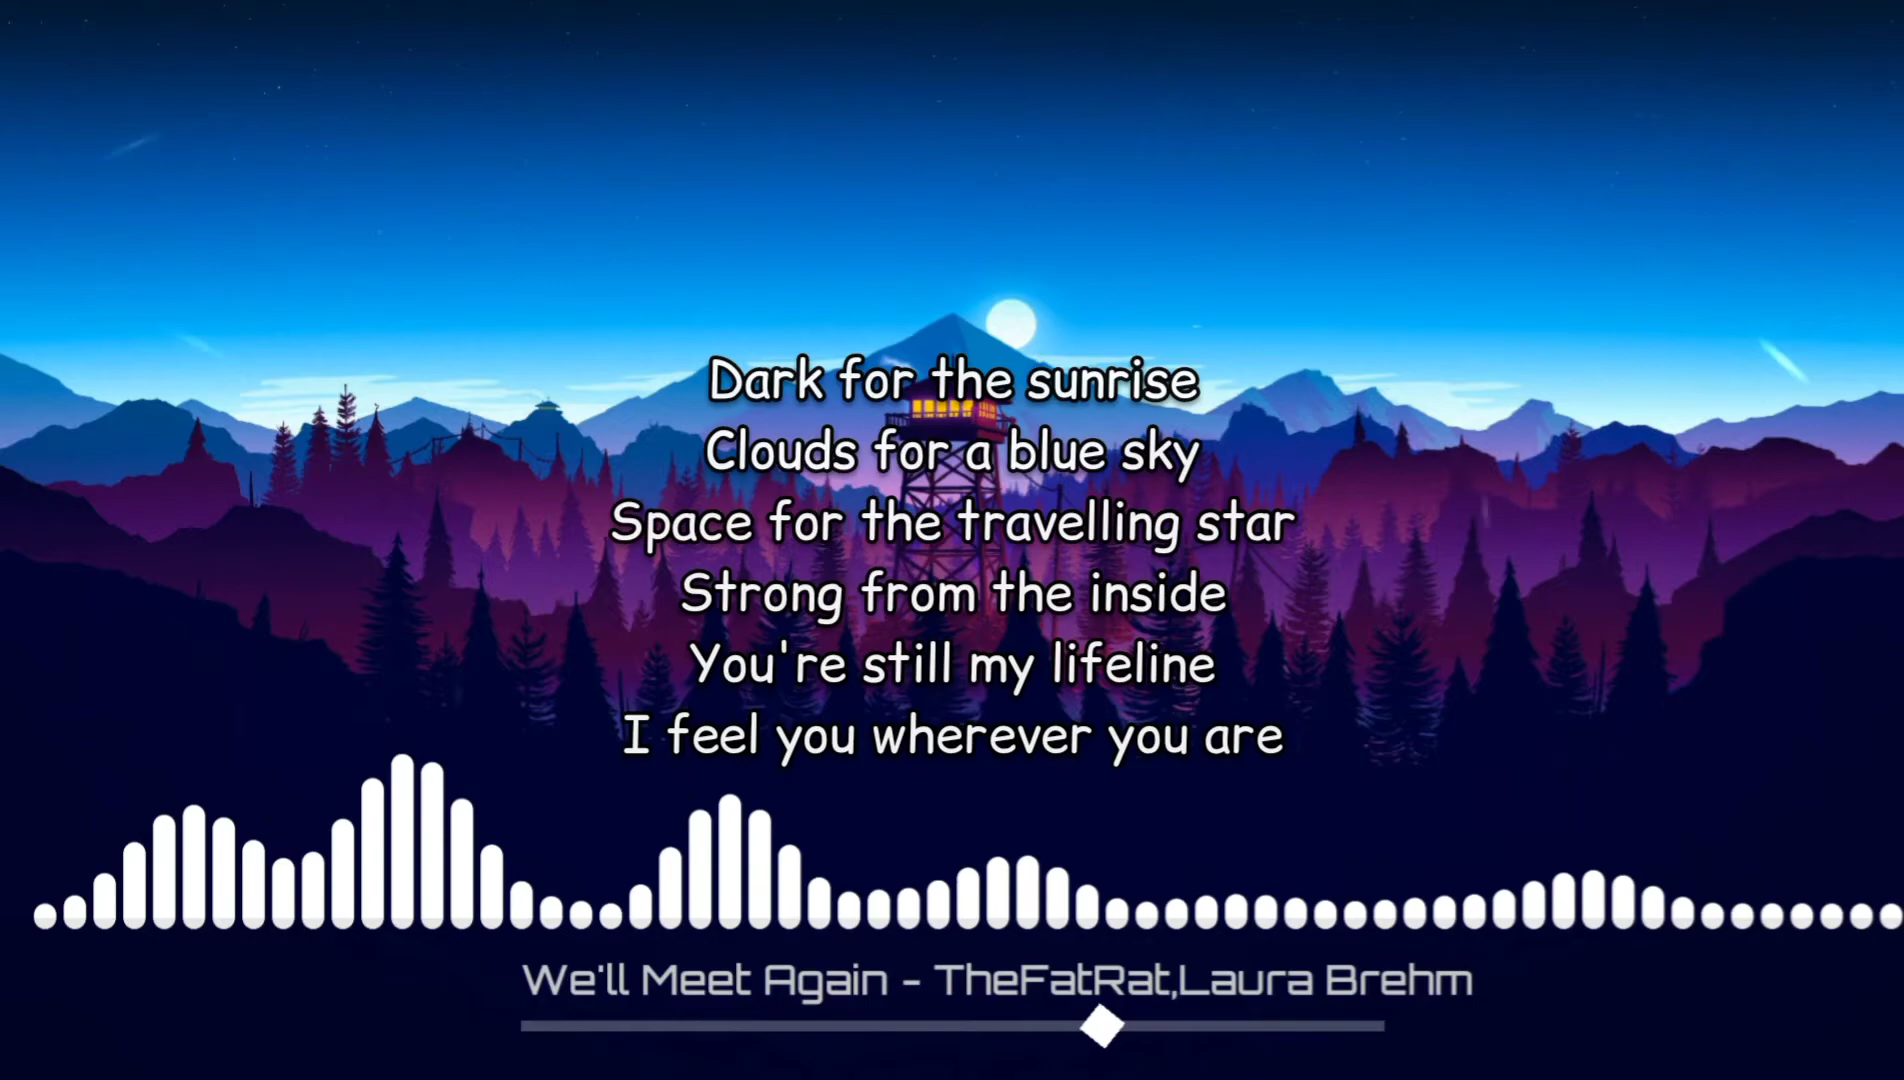 Dark for the sunrise
Clouds for a blue sky
Space for the travelling star
Strong from the inside
You're still my lifeline
I feel you wherever you are
We'll Meet Again - TheFatRat,Laura Brehm